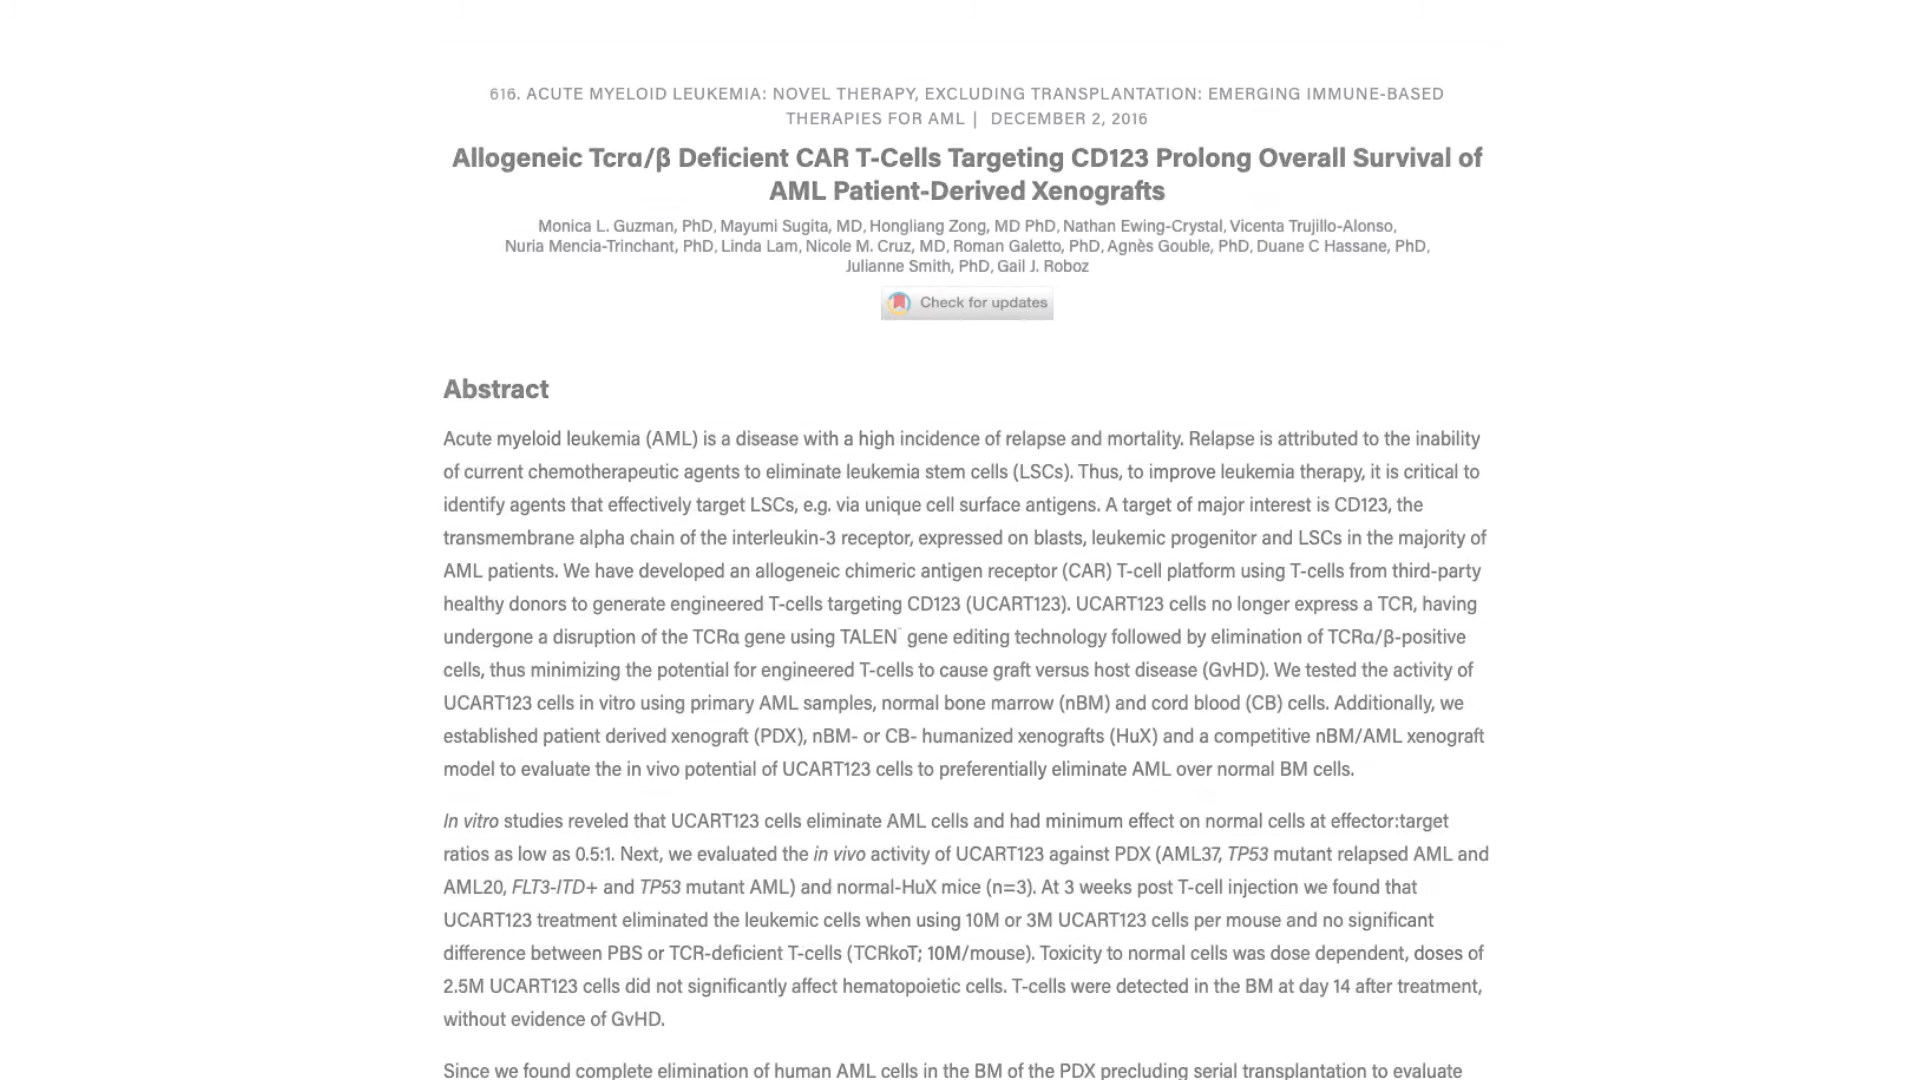 616. ACUTE MYELOID LEUKEMIA: NOVEL THERAPY, EXCLUDING TRANSPLANTATION: EMERGING IMMUNE-BASED
THERAPIES FOR AML | DECEMBER 2, 2016
Allogeneic Tcrα/β Deficient CAR T-Cells Targeting CD123 Prolong Overall Survival of
AML Patient-Derived Xenografts
Monica L. Guzman, PhD, Mayumi Sugita, MD, Hongliang Zong, MD PhD, Nathan Ewing-Crystal, Vicenta Trujillo-Alonso,
Nuria Mencia-Trinchant, PhD, Linda Lam, Nicole M. Cruz, MD, Roman Galetto, PhD, Agnès Gouble, PhD, Duane C Hassane, PhD,
Julianne Smith, PhD, Gail J. Roboz
Check for updates
Abstract
Acute myeloid leukemia (AML) is a disease with a high incidence of relapse and mortality. Relapse is attributed to the inability
of current chemotherapeutic agents to eliminate leukemia stem cells (LSCs). Thus, to improve leukemia therapy, it is critical to
identify agents that effectively target LSCs, e.g. via unique cell surface antigens. A target of major interest is CD123, the
transmembrane alpha chain of the interleukin-3 receptor, expressed on blasts, leukemic progenitor and LSCs in the majority of
AML patients. We have developed an allogeneic chimeric antigen receptor (CAR) T-cell platform using T-cells from third-party
healthy donors to generate engineered T-cells targeting CD123 (UCART123). UCART123 cells no longer express a TCR, having
undergone a disruption of the TCRα gene using TALEN™ gene editing technology followed by elimination of TCRα/β-positive
cells, thus minimizing the potential for engineered T-cells to cause graft versus host disease (GvHD). We tested the activity of
UCART123 cells in vitro using primary AML samples, normal bone marrow (nBM) and cord blood (CB) cells. Additionally, we
established patient derived xenograft (PDX), nBM- or CB- humanized xenografts (HuX) and a competitive nBM/AML xenograft
model to evaluate the in vivo potential of UCART123 cells to preferentially eliminate AML over normal BM cells.
In vitro studies reveled that UCART123 cells eliminate AML cells and had minimum effect on normal cells at effector:target
ratios as low as 0.5:1. Next, we evaluated the in vivo activity of UCART123 against PDX (AML37, TP53 mutant relapsed AML and
AML20, FLT3-ITD+ and TP53 mutant AML) and normal-HuX mice (n=3). At 3 weeks post T-cell injection we found that
UCART123 treatment eliminated the leukemic cells when using 10M or 3M UCART123 cells per mouse and no significant
difference between PBS or TCR-deficient T-cells (TCRkoT; 10M/mouse). Toxicity to normal cells was dose dependent, doses of
2.5M UCART123 cells did not significantly affect hematopoietic cells. T-cells were detected in the BM at day 14 after treatment,
without evidence of GvHD.
Since we found complete elimination of human AML cells in the BM of the PDX precluding serial transplantation to evaluate